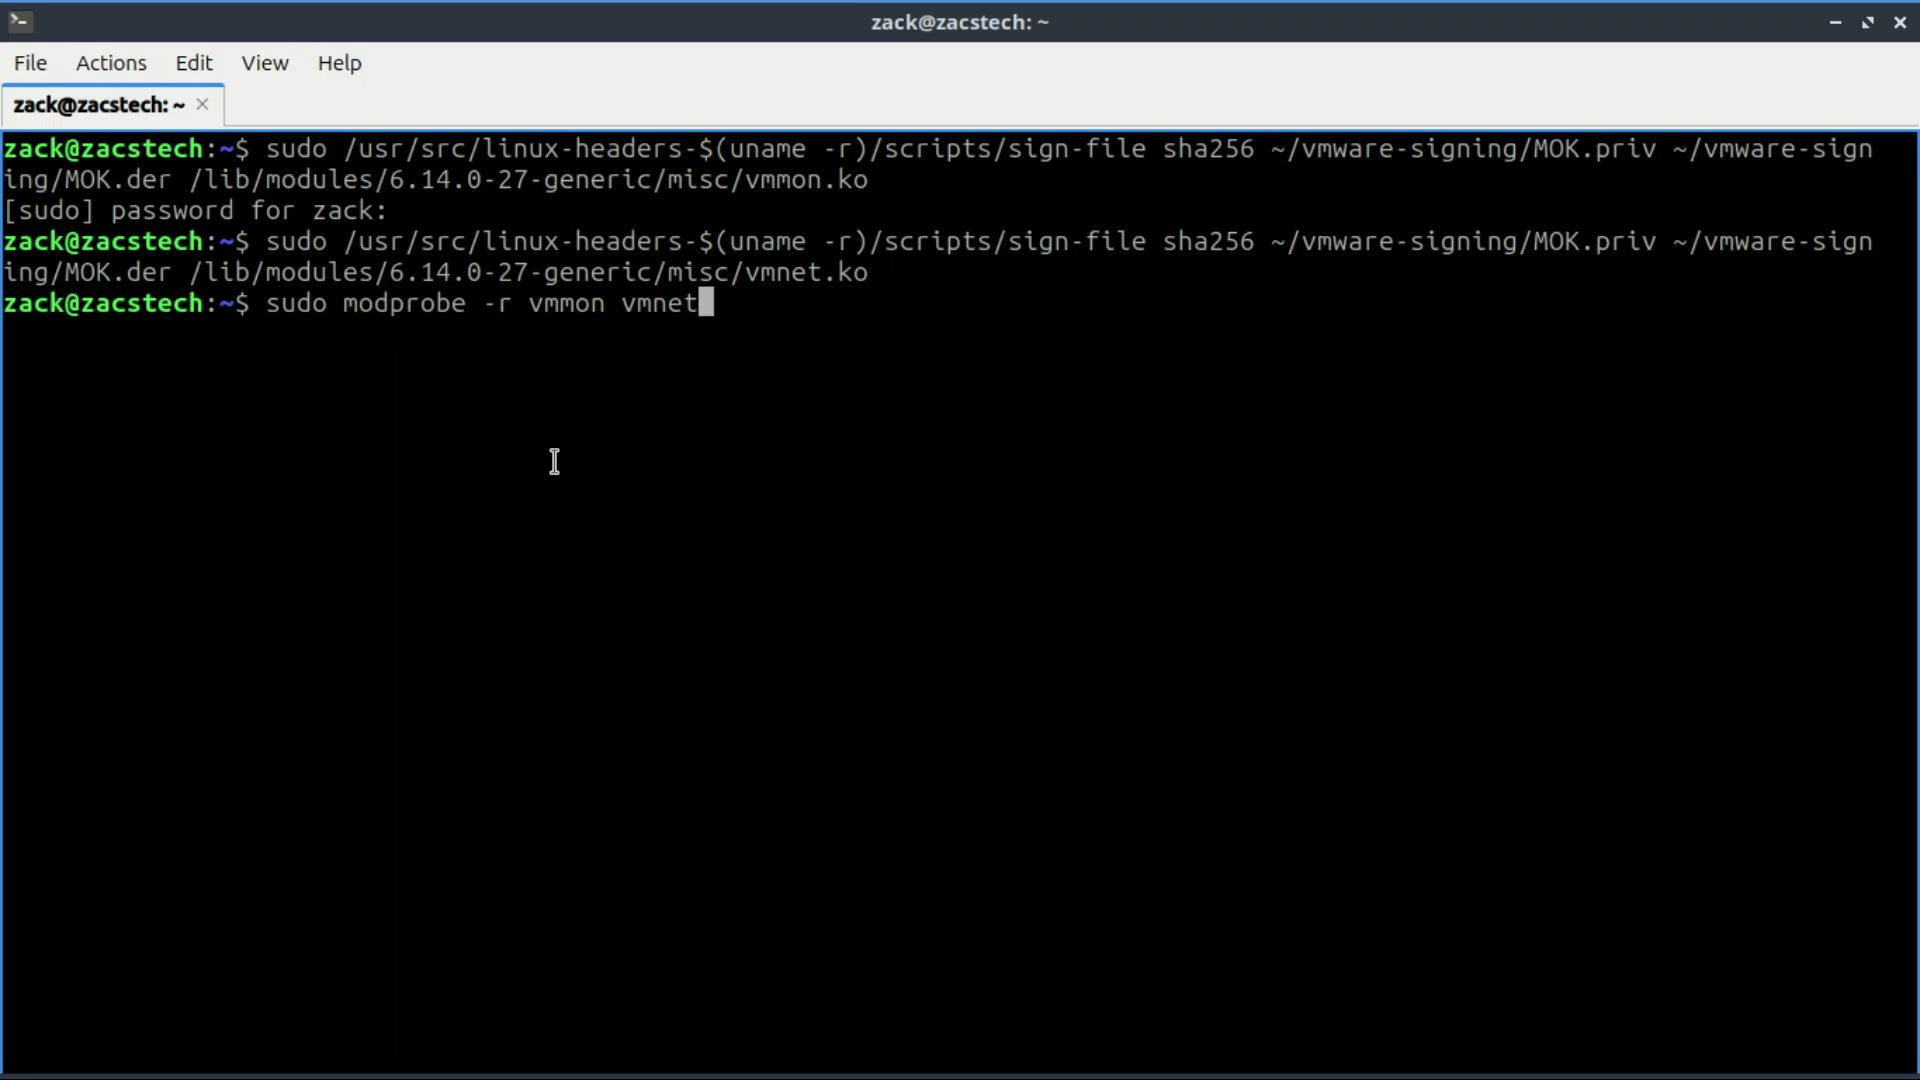 zack@zacstech: ~
File Actions Edit View Help
zack@zacstech: ~
zack@zacstech:~$ sudo /usr/src/linux-headers-$(uname -r)/scripts/sign-file sha256 ~/vmware-signing/MOK.priv ~/vmware-sign
ing/MOK.der /lib/modules/6.14.0-27-generic/misc/vmmon.ko
[sudo] password for zack:
zack@zacstech:~$ sudo /usr/src/linux-headers-$(uname -r)/scripts/sign-file sha256 ~/vmware-signing/MOK.priv ~/vmware-sign
ing/MOK.der /lib/modules/6.14.0-27-generic/misc/vmnet.ko
zack@zacstech:~$ sudo modprobe -r vmmon vmnet